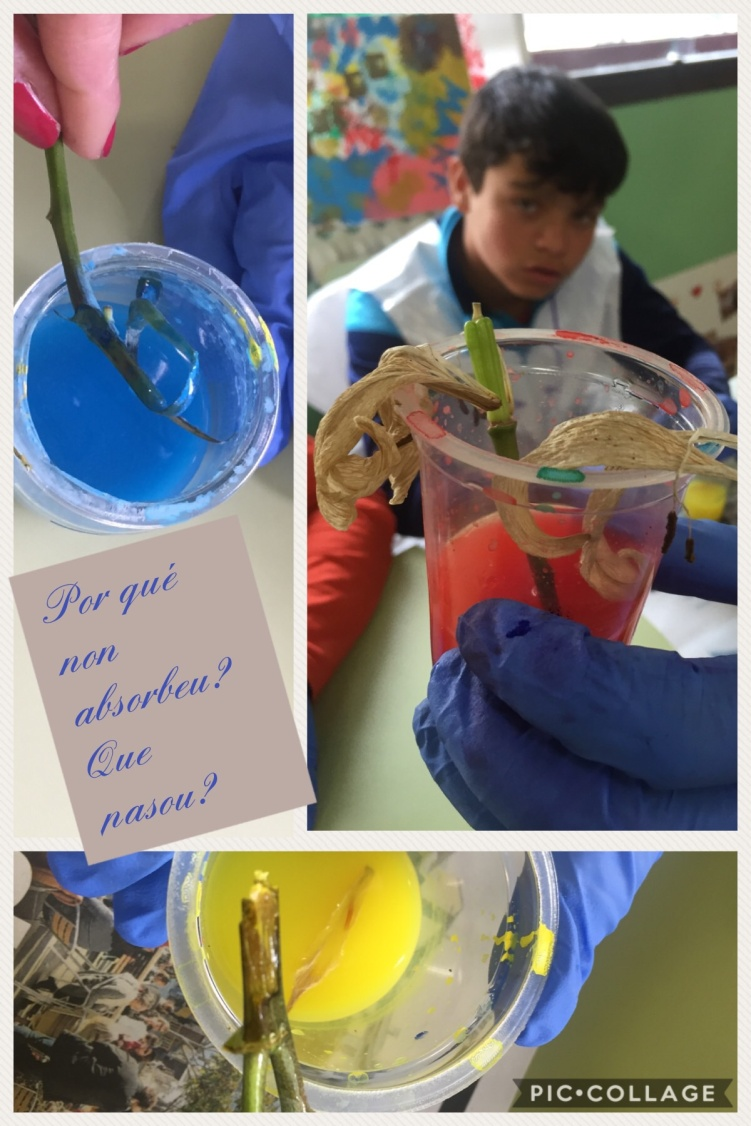 Por qué
non
absorbeu?
Que
pasou?
PIC•COLLAGE